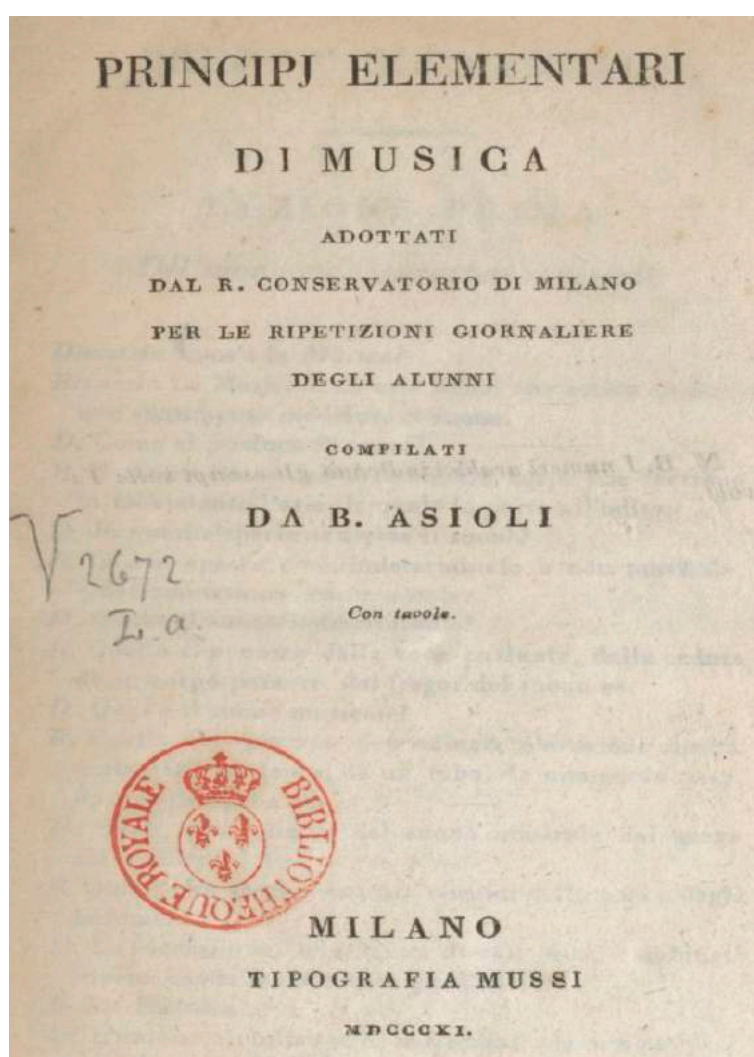 PRINCIPJ ELEMENTARI
DI MUSICA
ADOTTATI
DAL R. CONSERVATORIO DI MILANO
PER LE RIPETIZIONI GIORNALIERE
DEGLI ALUNNI
COMPILATI
DA B. ASIOLI
V
2672
L. a.
Con tavole.
BIBLIOTHEQUE ROYALE
MILANO
TIPOGRAFIA MUSSI
MDCCCXI.